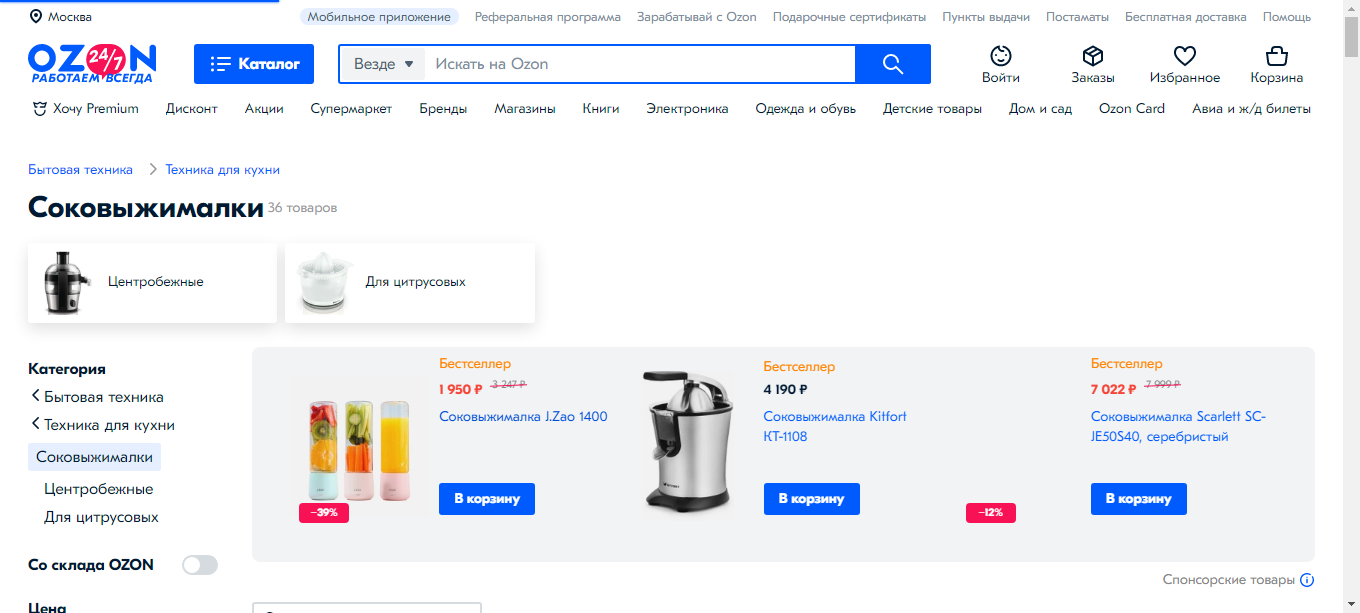 Москва
Мобильное приложение
Реферальная программа
Зарабатывай с Ozon
Подарочные сертификаты
Пункты выдачи
Постаматы
Бесплатная доставка
Помощь
OZON
24/7
РАБОТАЕМ ВСЕГДА
Каталог
Везде
Искать на Ozon
Войти
Заказы
Избранное
Корзина
Хочу Premium
Дисконт
Акции
Супермаркет
Бренды
Магазины
Книги
Электроника
Одежда и обувь
Детские товары
Дом и сад
Ozon Card
Авиа и ж/д билеты
Бытовая техника
Техника для кухни
Соковыжималки 36 товаров
Центробежные
Для цитрусовых
Категория
Бытовая техника
Техника для кухни
Соковыжималки
Центробежные
Для цитрусовых
Со склада OZON
Цена
Бестселлер
1 950 ₽ 3 247 ₽
Соковыжималка J.Zao 1400
В корзину
−39%
Бестселлер
4 190 ₽
Соковыжималка Kitfort
КТ-1108
В корзину
Бестселлер
7 022 ₽ 7 999 ₽
Соковыжималка Scarlett SC-
JE50S40, серебристый
В корзину
−12%
Спонсорские товары